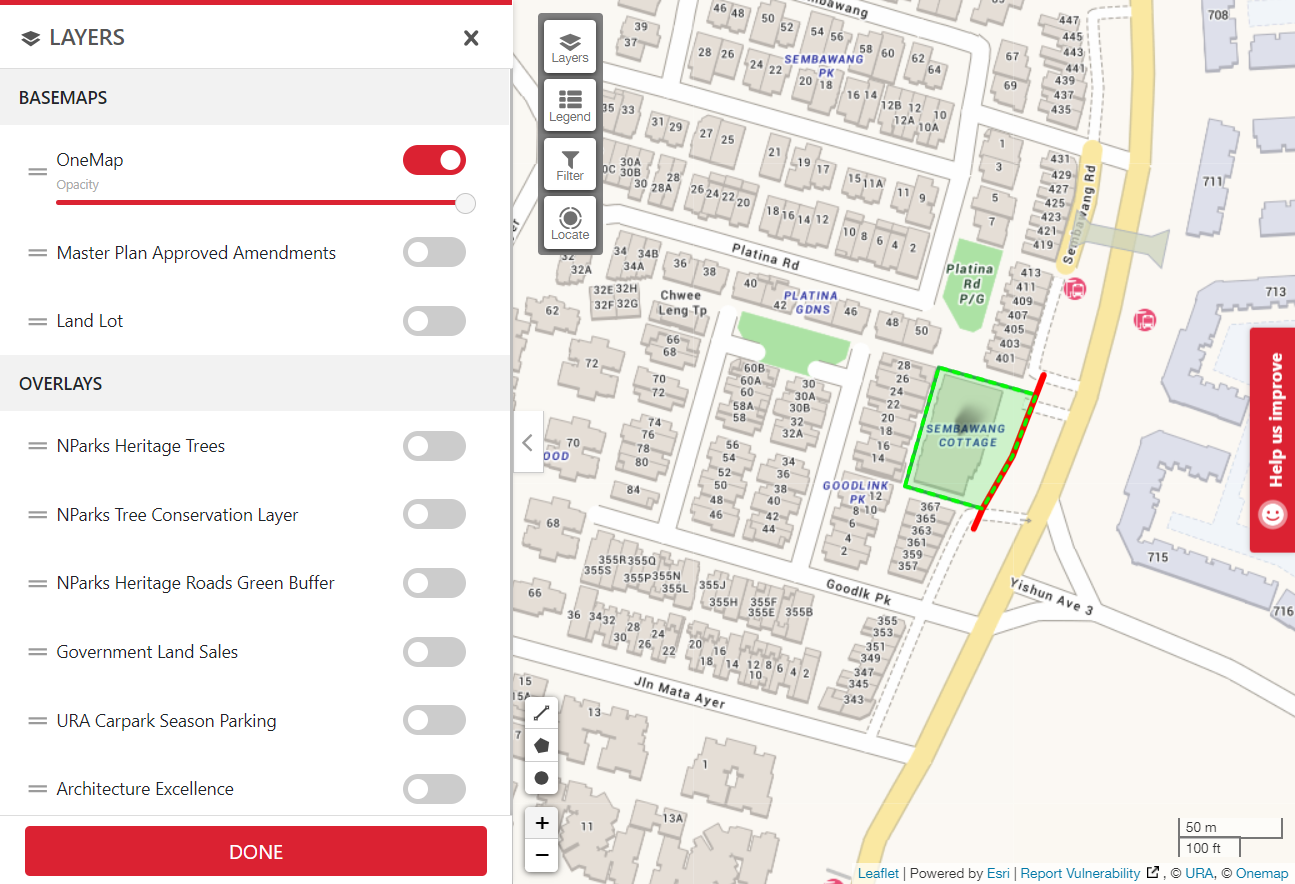 LAYERS
BASEMAPS
OneMap
Opacity
Master Plan Approved Amendments
Land Lot
OVERLAYS
NParks Heritage Trees
NParks Tree Conservation Layer
NParks Heritage Roads Green Buffer
Government Land Sales
URA Carpark Season Parking
Architecture Excellence
DONE
Layers
Legend
Filter
Locate
46 48 50 52 54 56 58 60 62 64
39
37
28 26 24 22 20 18 16 14 12B 12 10
12A 10A
SEMBAWANG
PK
447
445
443
441
439
437
435
67
69
708
35 33 31 29 27 25 21 19 17 15 11A 11 9
30A
30B
30 28
28A 26 24 22 20 18 16 14 12 10 8 6 4 2
1
3
5
7
431
429
427
425
423
421
419
Sembawang Rd
711
Platina Rd
34 34B
34A
32
32A
36 38 40 42 46 48 50
PLATINA
GDNS
Platina
Rd
P/G
413
411
409
407
405
403
401
713
32E 32H
32F 32G
Chwee
Leng Tp
62
66
68
72
70
72
60B
60A
60
58A
58
30
30A
30B
32
32A
28
26
24
22
20
18
16
14
SEMBAWANG
COTTAGE
74
76
78
80
70
OOD
84
56
54
52
50
48
46
34
36
38
40
42
44
GOODLINK
PK 12
8 10
6
4
2
367
365
363
361
359
357
68
66
355R 355Q
355S 355P 355N
355L 355J
355H 355F
355E 355B
Goodlk Pk
Yishun Ave 3
715
716
36 34 32 30 28 26 24 22 20 18 16 14 12 10 8 6 4 2
355
353
351
349
347
345
343
Jln Mata Ayer
15
15A
13
7
1
11
13A
Help us improve
+
−
50 m
100 ft
Leaflet | Powered by Esri | Report Vulnerability , © URA, © Onemap